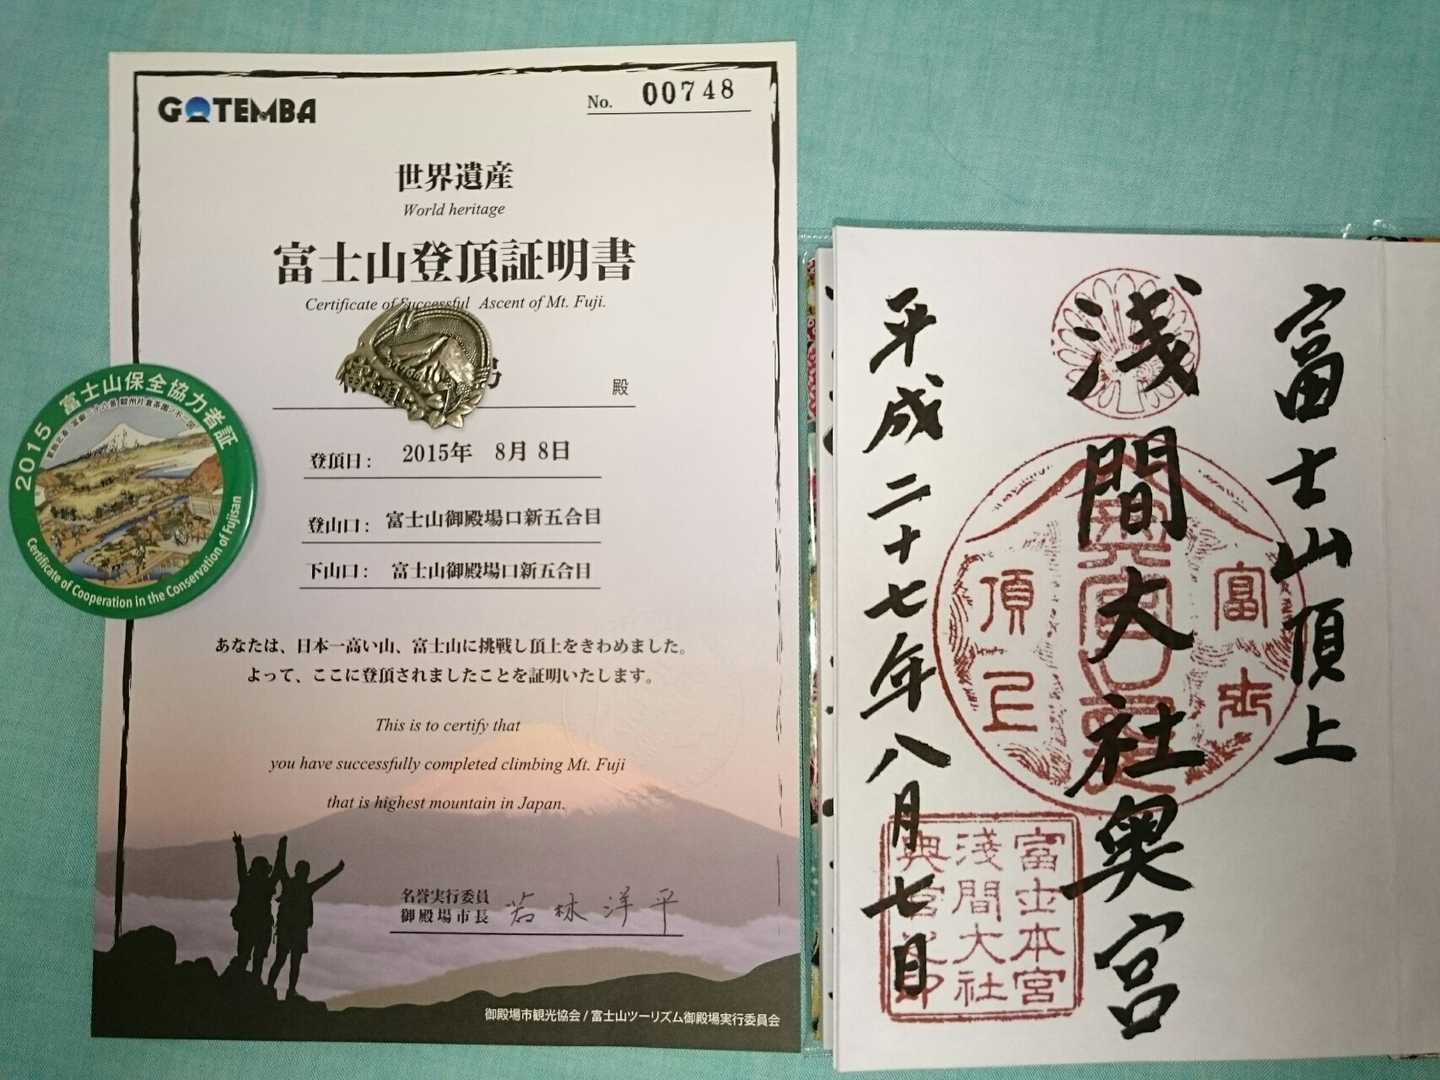 GOTEMBA
No. 00748
世界遺産
World heritage
富士山登頂証明書
Certificate of Successful Ascent of Mt. Fuji.
殿
登頂日： 2015年 8月 8日
登山口： 富士山御殿場口新五合目
下山口： 富士山御殿場口新五合目
あなたは、日本一高い山、富士山に挑戦し頂上をきわめました。
よって、ここに登頂されましたことを証明いたします。
This is to certify that
you have successfully completed climbing Mt. Fuji
that is highest mountain in Japan.
名誉実行委員
御殿場市長 若林洋平
御殿場市観光協会 / 富士山ツーリズム御殿場実行委員会
2015 富士山保全協力者証
Certificate of Cooperation in the Conservation of Fujisan
富士山頂上
浅間大社奥宮
平成二十七年八月七日
富士
頂上
富士本宮
淺間大社